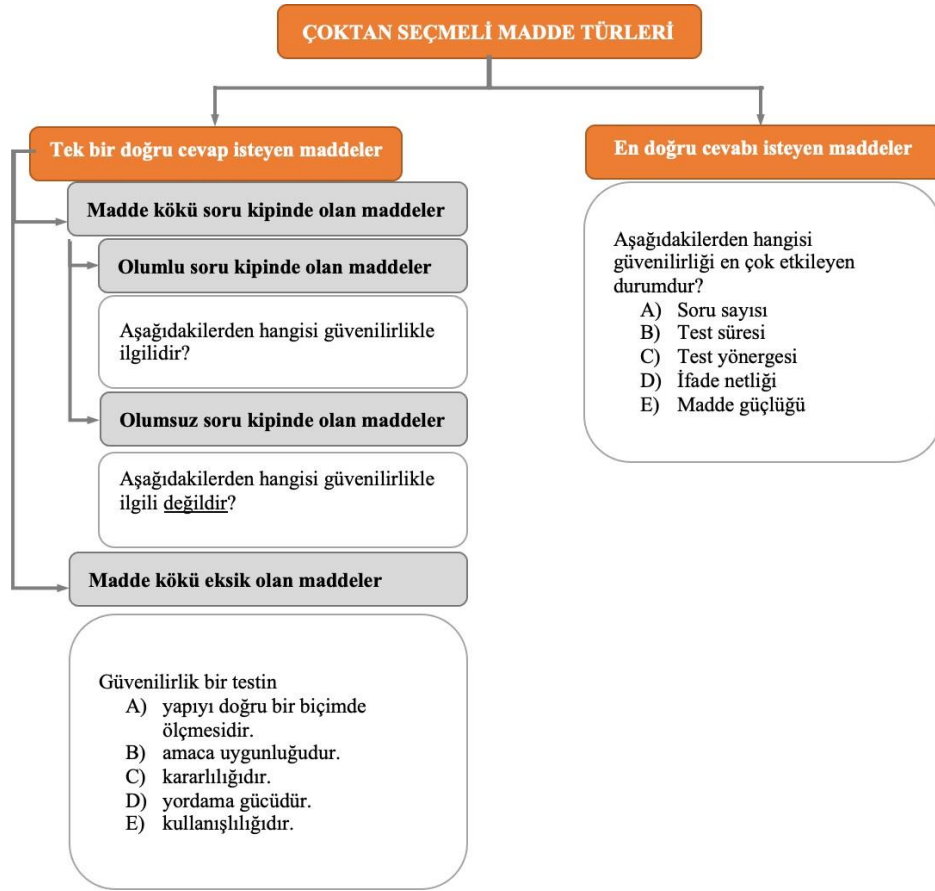 ÇOKTAN SEÇMELİ MADDE TÜRLERİ
Tek bir doğru cevap isteyen maddeler
Madde kökü soru kipinde olan maddeler
Olumlu soru kipinde olan maddeler
Aşağıdakilerden hangisi güvenilirlikle
ilgilidir?
Olumsuz soru kipinde olan maddeler
Aşağıdakilerden hangisi güvenilirlikle
ilgili değildir?
Madde kökü eksik olan maddeler
Güvenilirlik bir testin
A) yapıyı doğru bir biçimde
ölçmesidir.
B) amaca uygunluğudur.
C) kararlılığıdır.
D) yordama gücüdür.
E) kullanışlılığıdır.
En doğru cevabı isteyen maddeler
Aşağıdakilerden hangisi
güvenilirliği en çok etkileyen
durumdur?
A) Soru sayısı
B) Test süresi
C) Test yönergesi
D) İfade netliği
E) Madde güçlüğü